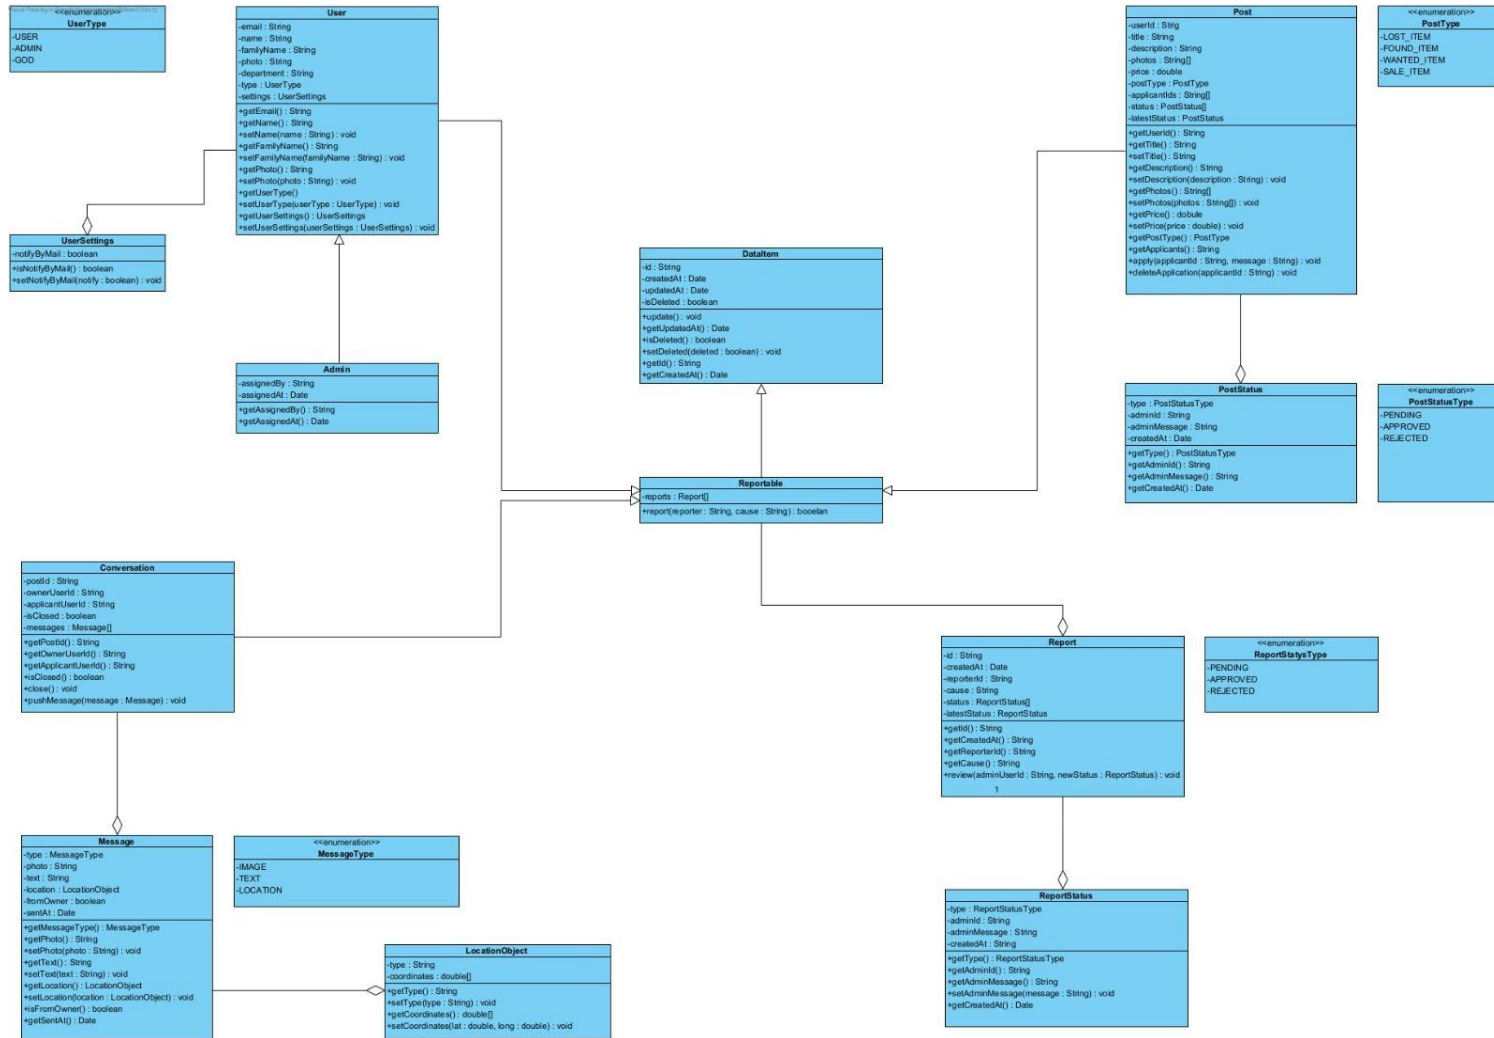 <<enumeration>>
UserType
-USER
-ADMIN
-GOD
User
-email : String
-name : String
-familyName : String
-photo : String
-department : String
-type : UserType
-settings : UserSettings
+getEmail() : String
+getName() : String
+setName(name : String) : void
+getFamilyName() : String
+setFamilyName(familyName : String) : void
+getPhoto() : String
+setPhoto(photo : String) : void
+getUserType()
+setUserType(userType : UserType) : void
+getUserSettings() : UserSettings
+setUserSettings(userSettings : UserSettings) : void
UserSettings
-notifyByMail : boolean
+isNotifyByMail() : boolean
+setNotifyByMail(notify : boolean) : void
Admin
-assignedBy : String
-assignedAt : Date
+getAssignedBy() : String
+getAssignedAt() : Date
DataItem
-id : String
-createdAt : Date
-updatedAt : Date
-isDeleted : boolean
+update() : void
+getUpdatedAt() : Date
+isDeleted() : boolean
+setDeleted(deleted : boolean) : void
+getId() : String
+getCreatedAt() : Date
Post
-userId : Strig
-title : String
-description : String
-photos : String[]
-price : double
-postType : PostType
-applicantIds : String[]
-status : PostStatus[]
-latestStatus : PostStatus
+getUserId() : String
+getTitle() : String
+setTitle() : String
+getDescription() : String
+setDescription(description : String) : void
+getPhotos() : String[]
+setPhotos(photos : String[]) : void
+getPrice() : dobule
+setPrice(price : double) : void
+getPostType() : PostType
+getApplicants() : String
+apply(applicantId : String, message : String) : void
+deleteApplication(applicantId : String) : void
<<enumeration>>
PostType
-LOST_ITEM
-FOUND_ITEM
-WANTED_ITEM
-SALE_ITEM
PostStatus
-type : PostStatusType
-adminId : String
-adminMessage : String
-createdAt : Date
+getType() : PostStatusType
+getAdminId() : String
+getAdminMessage() : String
+getCreatedAt() : Date
<<enumeration>>
PostStatusType
-PENDING
-APPROVED
-REJECTED
Reportable
-reports : Report[]
+report(reporter : String, cause : String) : booelan
Conversation
-postId : String
-ownerUserId : String
-applicantUserId : String
-isClosed : boolean
-messages : Message[]
+getPostId() : String
+getOwnerUserId() : String
+getApplicantUserId() : String
+isClosed() : boolean
+close() : void
+pushMessage(message : Message) : void
Report
-id : String
-createdAt : Date
-reporterId : String
-cause : String
-status : ReportStatus[]
-latestStatus : ReportStatus
+getId() : String
+getCreatedAt() : String
+getReporterId() : String
+getCause() : String
+review(adminUserId : String, newStatus : ReportStatus) : void
1
<<enumeration>>
ReportStatysType
-PENDING
-APPROVED
-REJECTED
Message
-type : MessageType
-photo : String
-text : String
-location : LocationObject
-fromOwner : boolean
-sentAt : Date
+getMessageType() : MessageType
+getPhoto() : String
+setPhoto(photo : String) : void
+getText() : String
+setText(text : String) : void
+getLocation() : LocationObject
+setLocation(location : LocationObject) : void
+isFromOwner() : boolean
+getSentAt() : Date
<<enumeration>>
MessageType
-IMAGE
-TEXT
-LOCATION
LocationObject
-type : String
-coordinates : double[]
+getType() : String
+setType(type : String) : void
+getCoordinates() : double[]
+setCoordinates(lat : double, long : double) : void
ReportStatus
-type : ReportStatusType
-adminId : String
-adminMessage : String
-createdAt : String
+getType() : ReportStatusType
+getAdminId() : String
+getAdminMessage() : String
+setAdminMessage(message : String) : void
+getCreatedAt() : Date